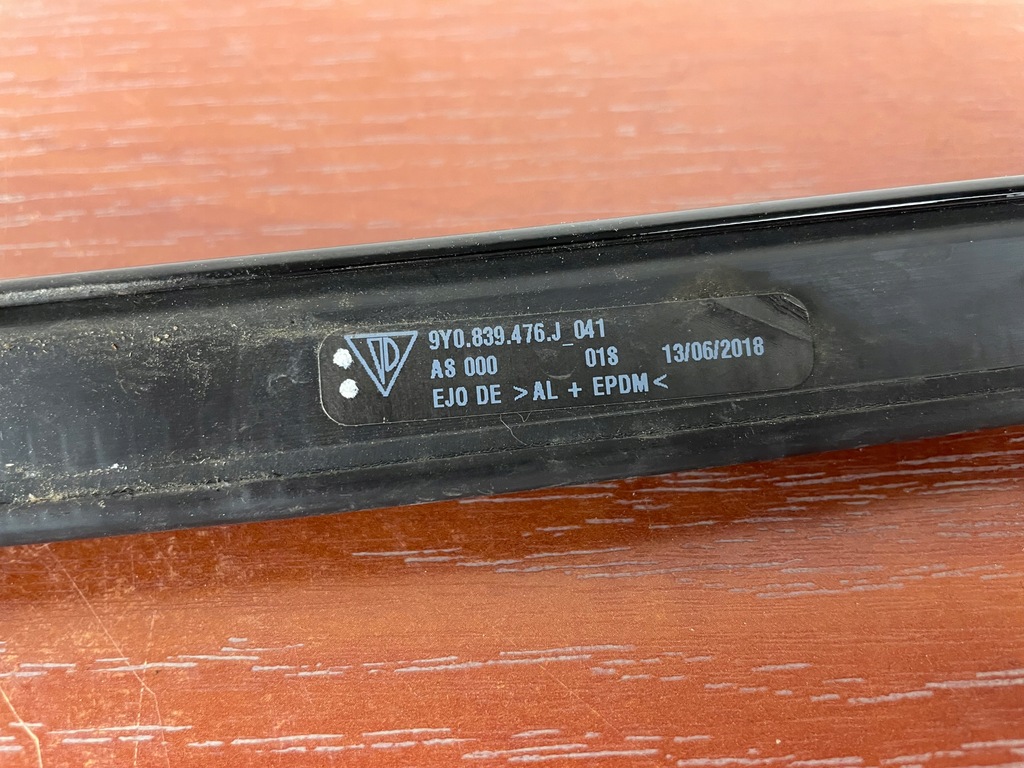 9Y0.839.476.J_041
AS 000 018 13/06/2018
EJO DE >AL + EPDM<